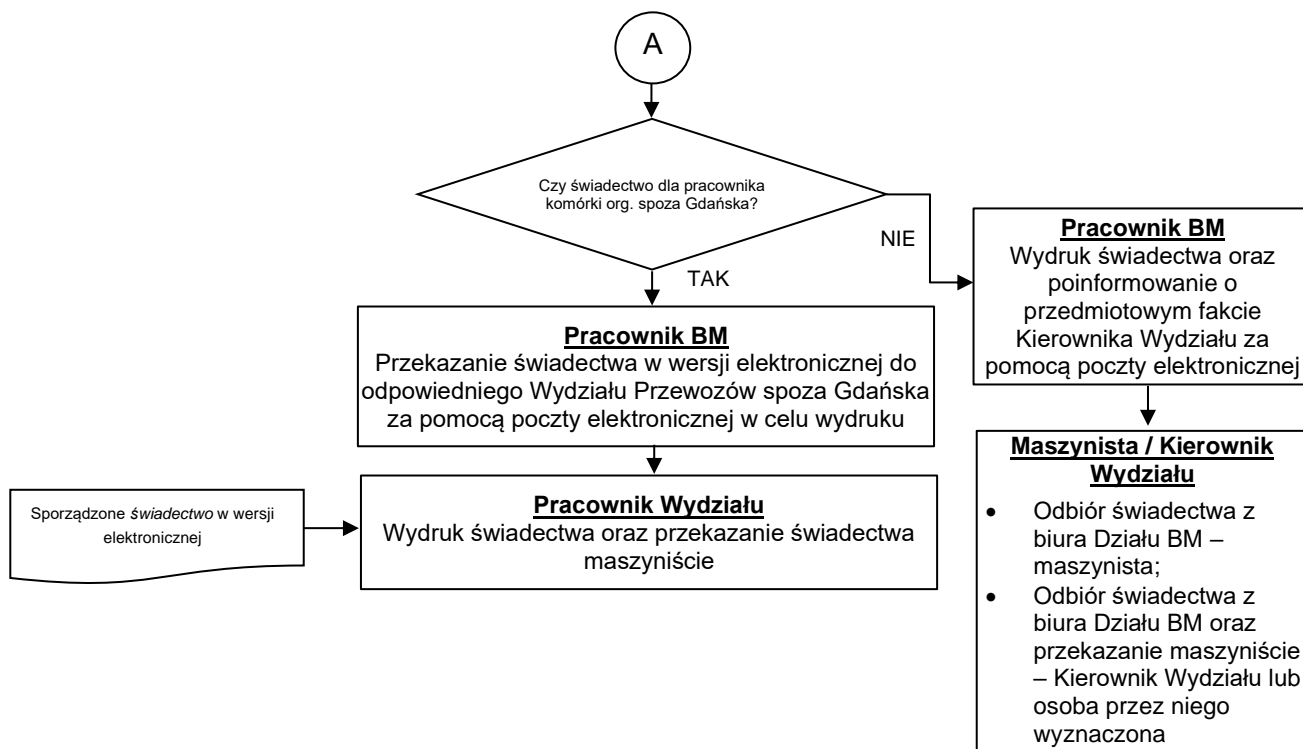 A
Czy świadectwo dla pracownika
komórki org. spoza Gdańska?
NIE
TAK
Pracownik BM
Wydruk świadectwa oraz
poinformowanie o
przedmiotowym fakcie
Kierownika Wydziału za
pomocą poczty elektronicznej
Pracownik BM
Przekazanie świadectwa w wersji elektronicznej do
odpowiedniego Wydziału Przewozów spoza Gdańska
za pomocą poczty elektronicznej w celu wydruku
Maszynista / Kierownik
Wydziału
• Odbiór świadectwa z
biura Działu BM –
maszynista;
• Odbiór świadectwa z
biura Działu BM oraz
przekazanie maszyniście
– Kierownik Wydziału lub
osoba przez niego
wyznaczona
Sporządzone świadectwo w wersji
elektronicznej
Pracownik Wydziału
Wydruk świadectwa oraz przekazanie świadectwa
maszyniście